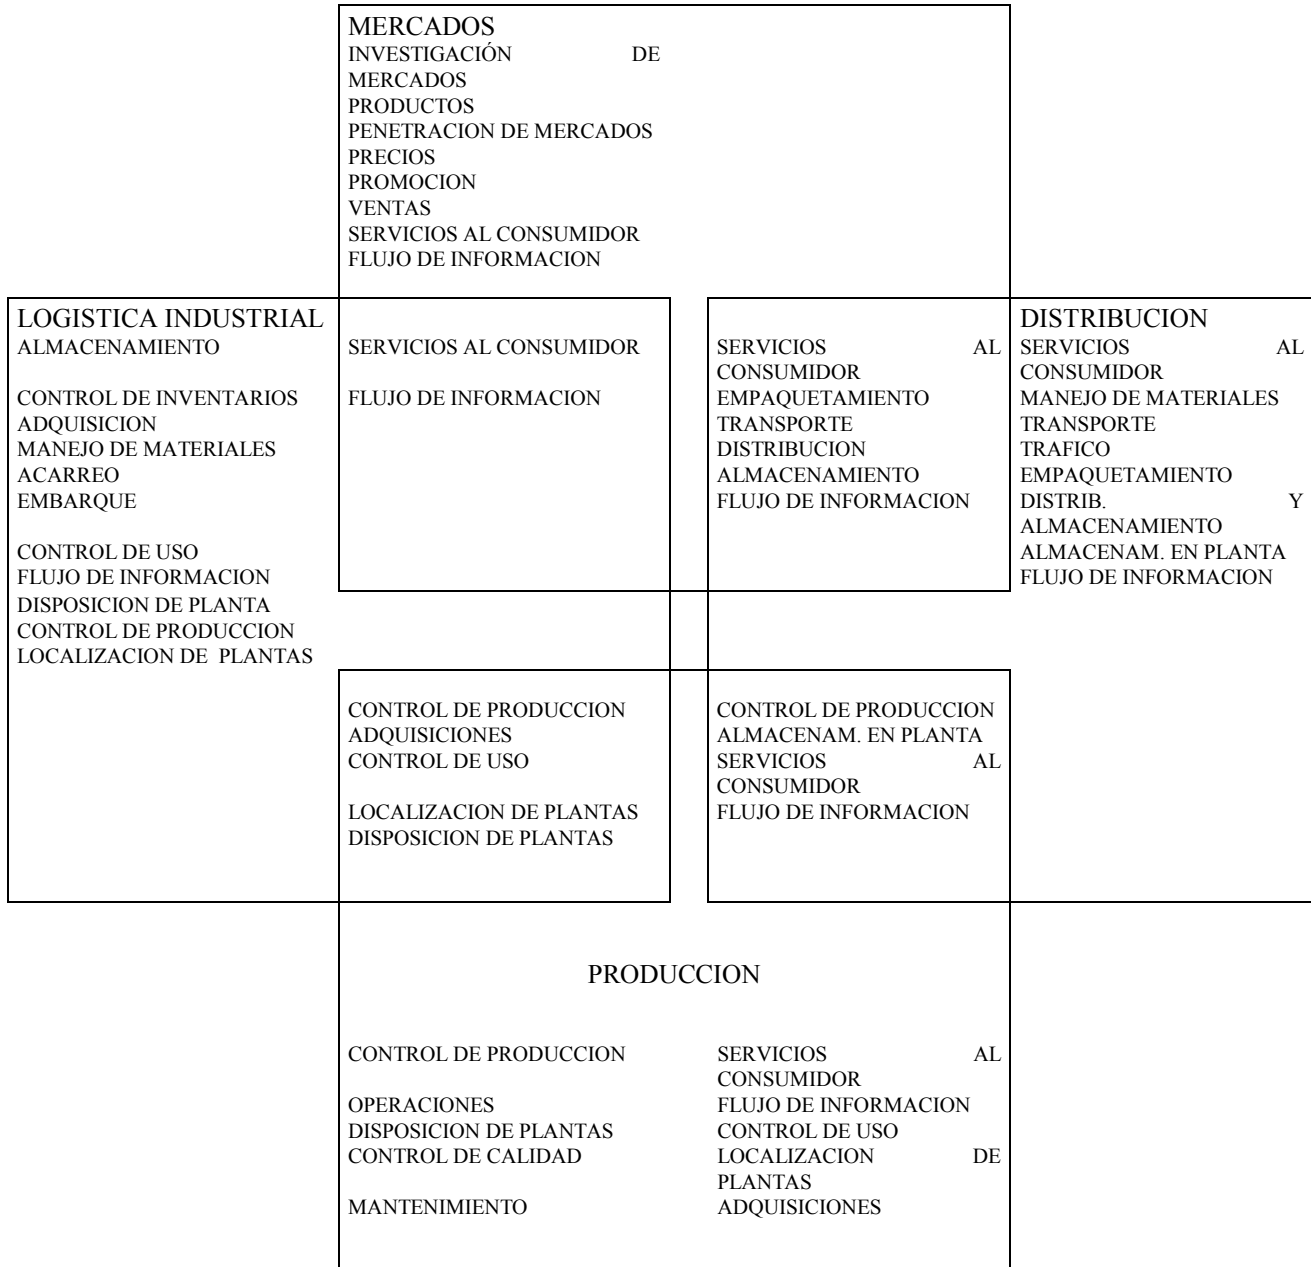 MERCADOS
INVESTIGACIÓN DE
MERCADOS
PRODUCTOS
PENETRACION DE MERCADOS
PRECIOS
PROMOCION
VENTAS
SERVICIOS AL CONSUMIDOR
FLUJO DE INFORMACION
LOGISTICA INDUSTRIAL
ALMACENAMIENTO
CONTROL DE INVENTARIOS
ADQUISICION
MANEJO DE MATERIALES
ACARREO
EMBARQUE
CONTROL DE USO
FLUJO DE INFORMACION
DISPOSICION DE PLANTA
CONTROL DE PRODUCCION
LOCALIZACION DE PLANTAS
SERVICIOS AL CONSUMIDOR
FLUJO DE INFORMACION
SERVICIOS AL
CONSUMIDOR
EMPAQUETAMIENTO
TRANSPORTE
DISTRIBUCION
ALMACENAMIENTO
FLUJO DE INFORMACION
DISTRIBUCION
SERVICIOS AL
CONSUMIDOR
MANEJO DE MATERIALES
TRANSPORTE
TRAFICO
EMPAQUETAMIENTO
DISTRIB. Y
ALMACENAMIENTO
ALMACENAM. EN PLANTA
FLUJO DE INFORMACION
CONTROL DE PRODUCCION
ADQUISICIONES
CONTROL DE USO
LOCALIZACION DE PLANTAS
DISPOSICION DE PLANTAS
CONTROL DE PRODUCCION
ALMACENAM. EN PLANTA
SERVICIOS AL
CONSUMIDOR
FLUJO DE INFORMACION
PRODUCCION
CONTROL DE PRODUCCION
OPERACIONES
DISPOSICION DE PLANTAS
CONTROL DE CALIDAD
MANTENIMIENTO
SERVICIOS AL
CONSUMIDOR
FLUJO DE INFORMACION
CONTROL DE USO
LOCALIZACION DE
PLANTAS
ADQUISICIONES